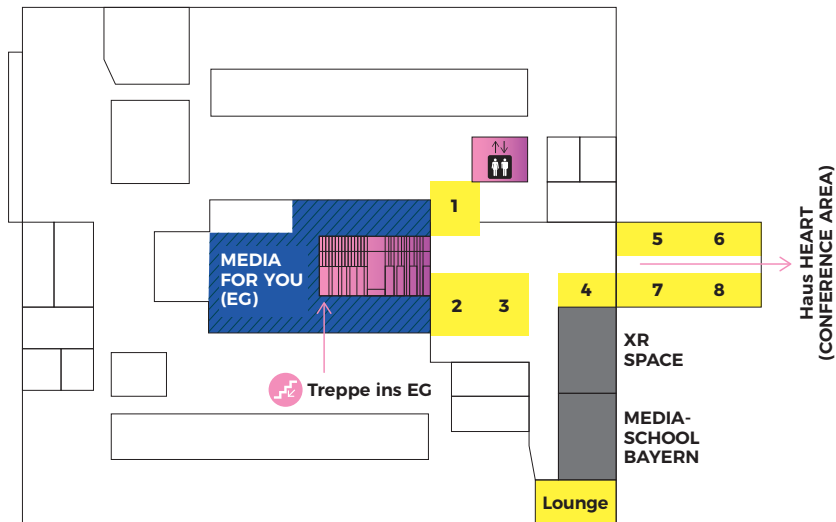 1
5 6
MEDIA
FOR YOU
(EG)
2 3
4
7 8
Haus HEART
(CONFERENCE AREA)
XR
SPACE
Treppe ins EG
MEDIA-
SCHOOL
BAYERN
Lounge